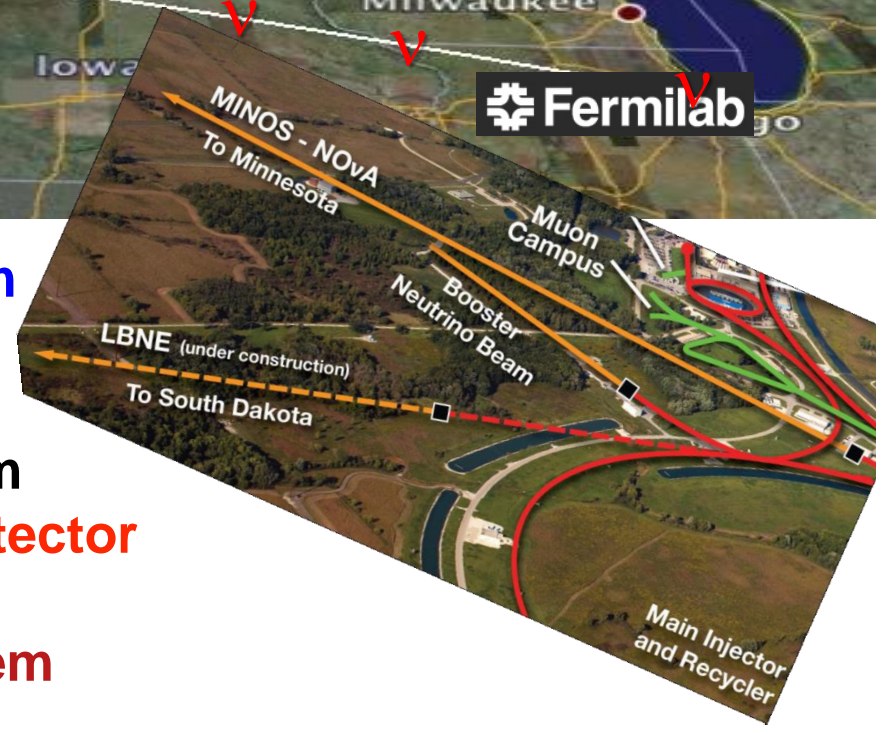 Milwaukee
ν
ν
Iowa
ν
Fermilab
go
MINOS - NOvA
To Minnesota
Muon
Campus
m
Booster
Neutrino Beam
LBNE (under construction)
To South Dakota
m
tector
em
Main Injector
and Recycler